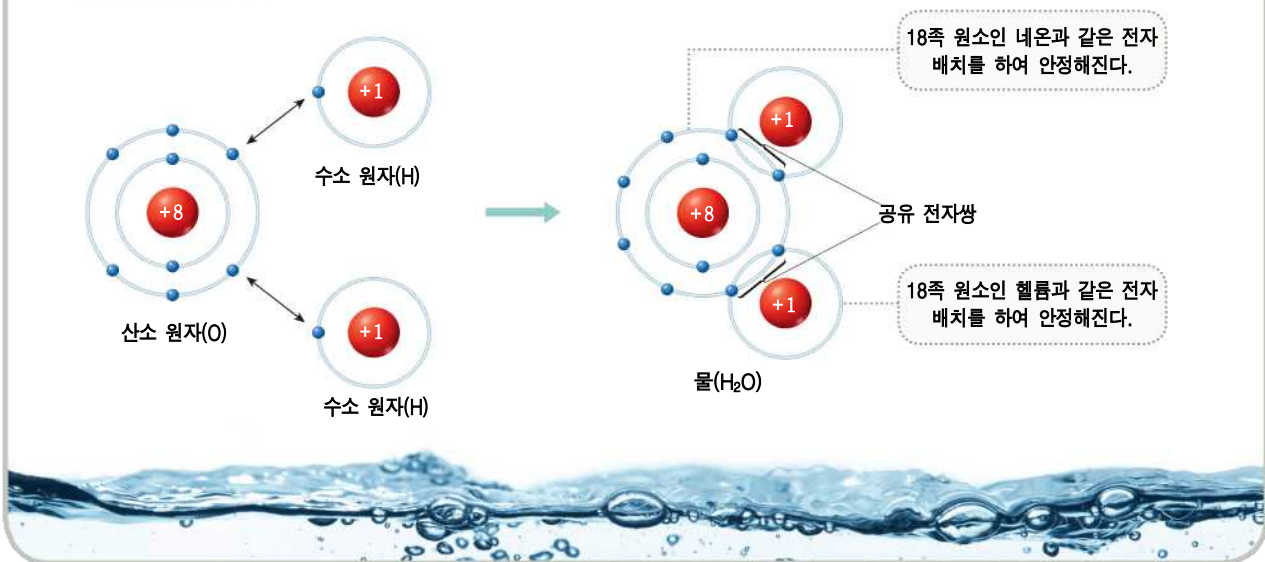 +1
수소 원자(H)
+8
산소 원자(O)
+1
수소 원자(H)
18족 원소인 네온과 같은 전자
배치를 하여 안정해진다.
+1
+8
공유 전자쌍
+1
18족 원소인 헬륨과 같은 전자
배치를 하여 안정해진다.
물(H₂O)